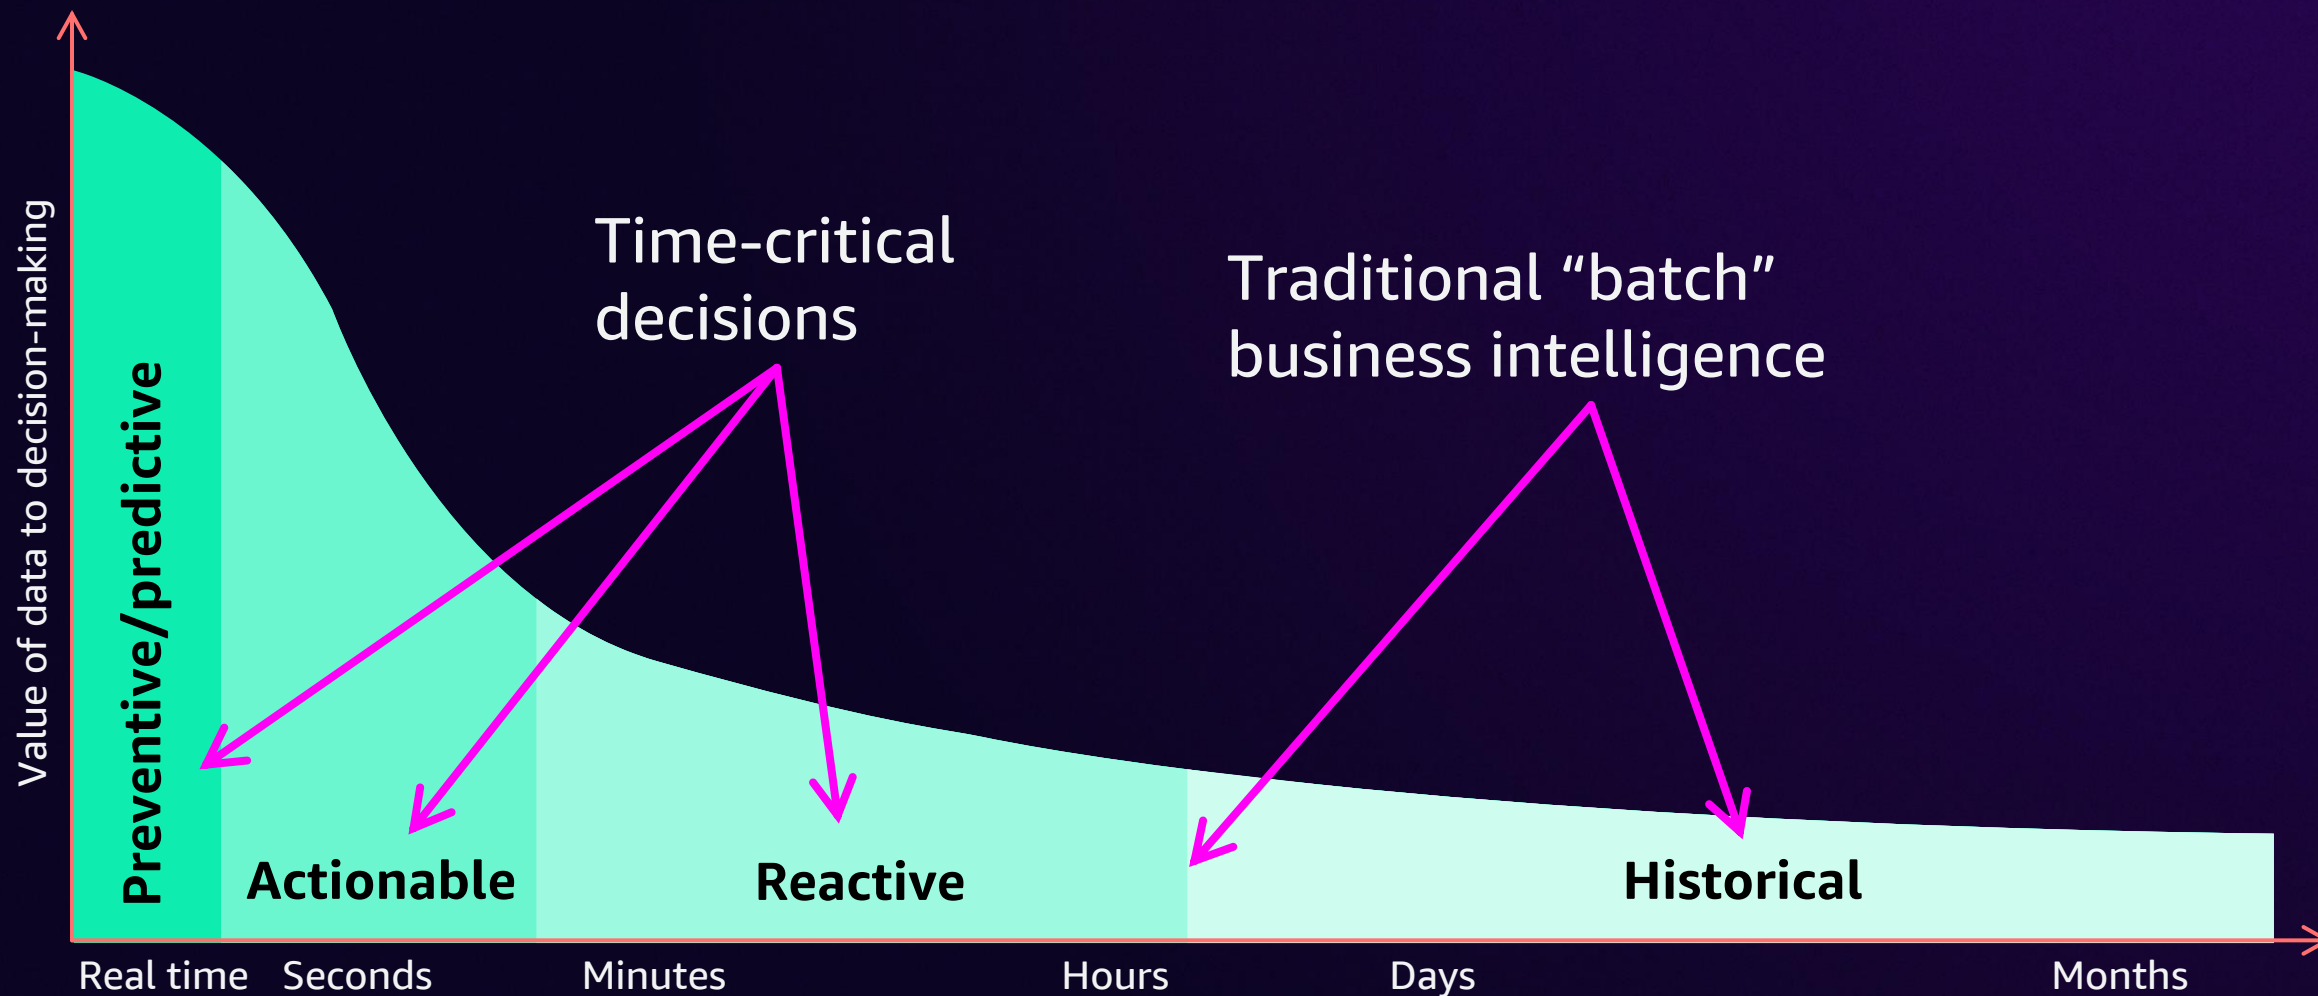 Value of data to decision-making
Preventive/predictive
Time-critical
decisions
Traditional “batch”
business intelligence
Actionable
Reactive
Historical
Real time
Seconds
Minutes
Hours
Days
Months